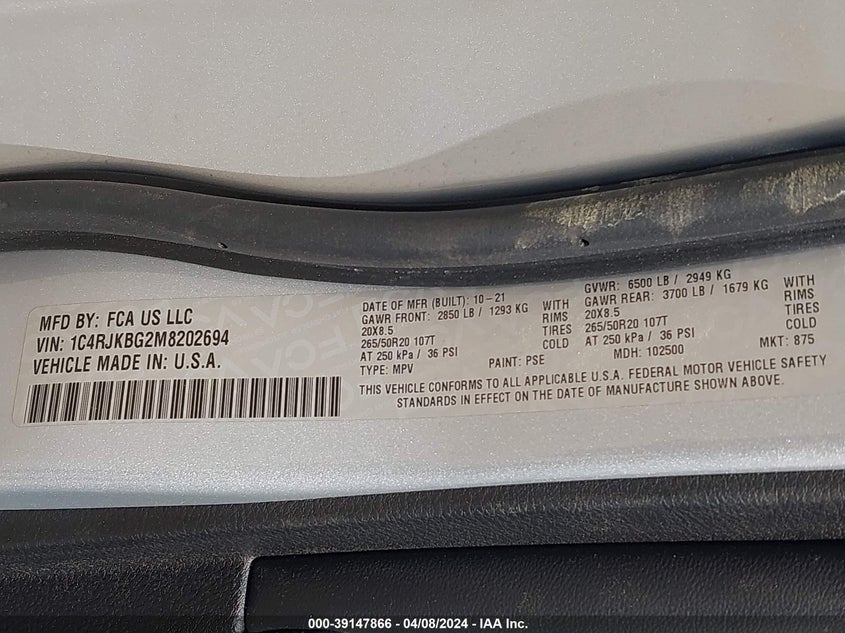 MFD BY: FCA US LLC
VIN: 1C4RJKBG2M8202694
VEHICLE MADE IN: U.S.A.
DATE OF MFR (BUILT): 10-21
GAWR FRONT: 2850 LB / 1293 KG WITH
20X8.5 RIMS
265/50R20 107T TIRES
AT 250 kPa / 36 PSI COLD
TYPE: MPV PAINT: PSE
GVWR: 6500 LB / 2949 KG
GAWR REAR: 3700 LB / 1679 KG WITH
20X8.5 RIMS
265/50R20 107T TIRES
AT 250 kPa / 36 PSI COLD
MDH: 102500 MKT: 875
THIS VEHICLE CONFORMS TO ALL APPLICABLE U.S.A. FEDERAL MOTOR VEHICLE SAFETY
STANDARDS IN EFFECT ON THE DATE OF MANUFACTURE SHOWN ABOVE.
000-39147866 - 04/08/2024 - IAA Inc.